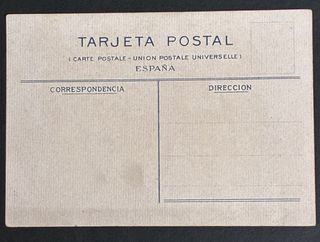 TARJETA POSTAL
(CARTE POSTALE - UNION POSTALE UNIVERSELLE)
ESPAÑA
CORRESPONDENCIA
DIRECCION